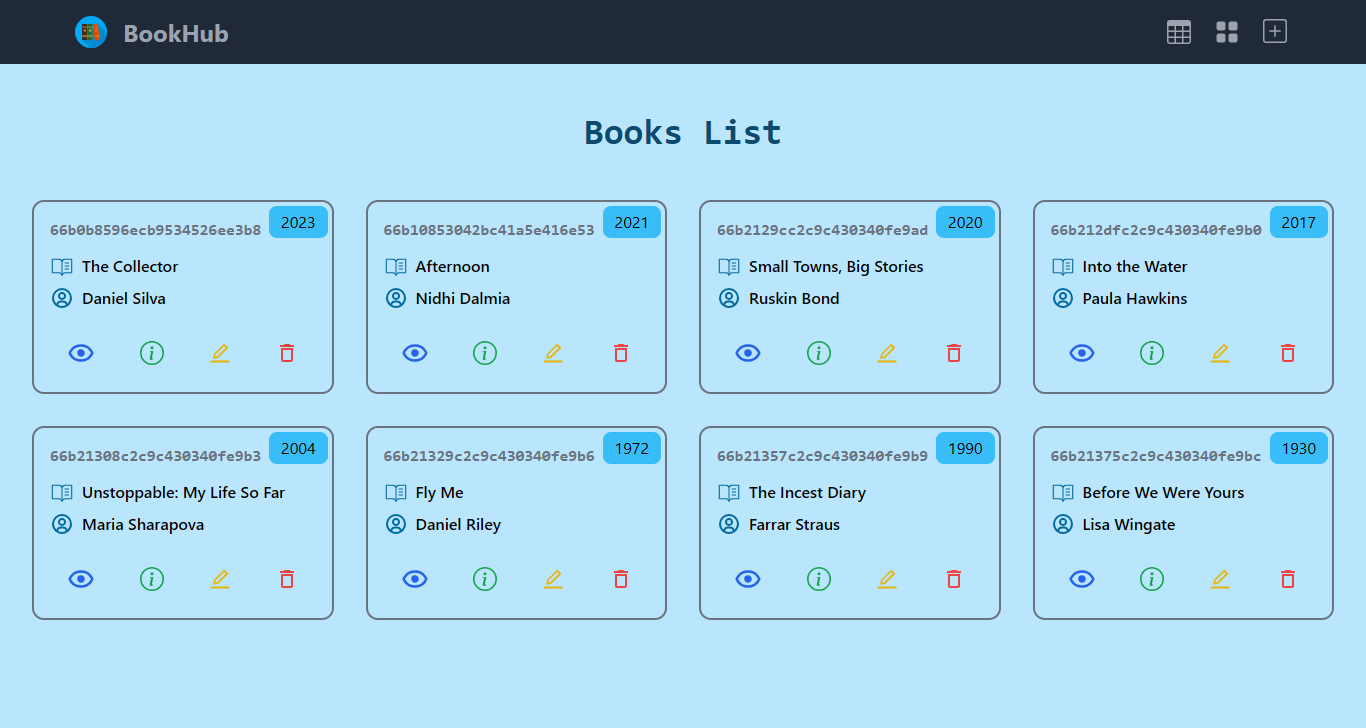 BookHub
Books List
66b0b8596ecb9534526ee3b8 2023
The Collector
Daniel Silva
66b10853042bc41a5e416e53 2021
Afternoon
Nidhi Dalmia
66b2129cc2c9c430340fe9ad 2020
Small Towns, Big Stories
Ruskin Bond
66b212dfc2c9c430340fe9b0 2017
Into the Water
Paula Hawkins
66b21308c2c9c430340fe9b3 2004
Unstoppable: My Life So Far
Maria Sharapova
66b21329c2c9c430340fe9b6 1972
Fly Me
Daniel Riley
66b21357c2c9c430340fe9b9 1990
The Incest Diary
Farrar Straus
66b21375c2c9c430340fe9bc 1930
Before We Were Yours
Lisa Wingate